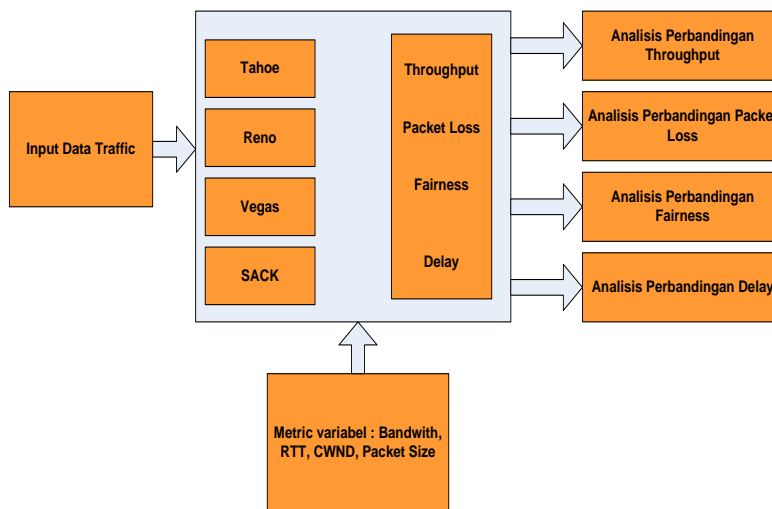 Input Data Traffic
Tahoe
Reno
Vegas
SACK
Throughput
Packet Loss
Fairness
Delay
Analisis Perbandingan
Throughput
Analisis Perbandingan Packet
Loss
Analisis Perbandingan
Fairness
Analisis Perbandingan Delay
Metric variabel : Bandwith,
RTT, CWND, Packet Size